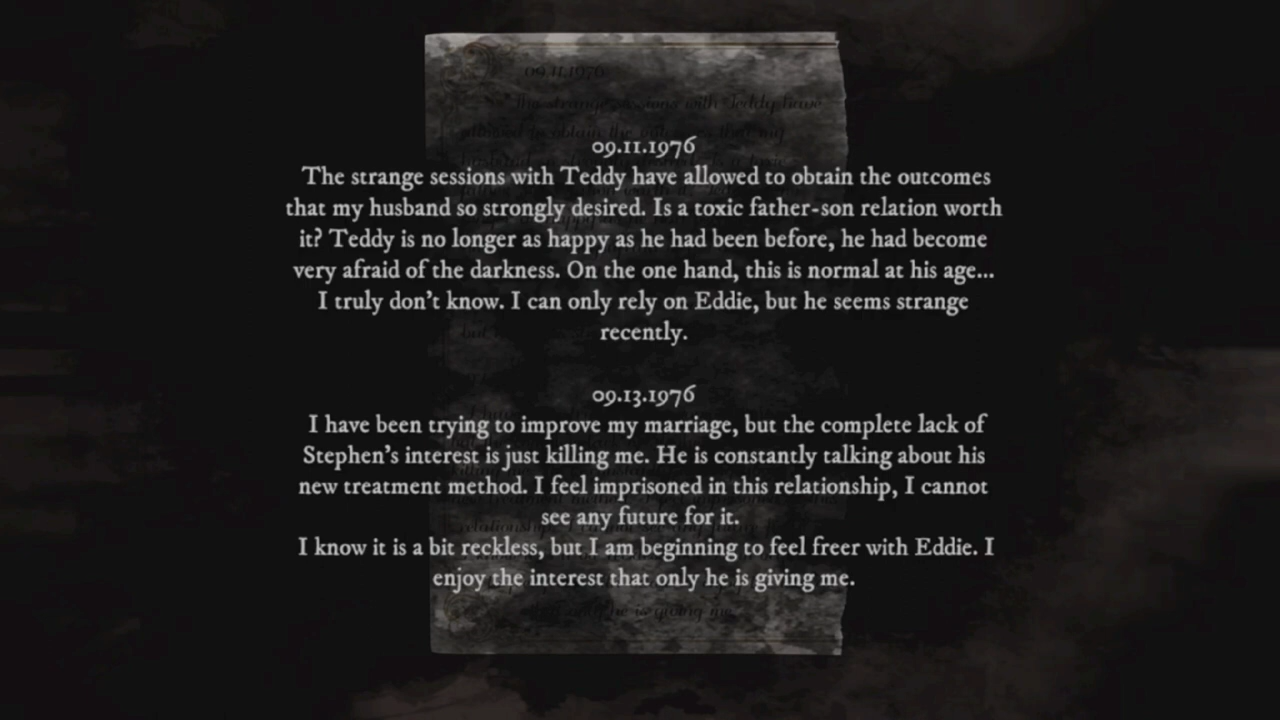 09.11.1976
The strange sessions with Teddy have allowed to obtain the outcomes
that my husband so strongly desired. Is a toxic father-son relation worth
it? Teddy is no longer as happy as he had been before, he had become
very afraid of the darkness. On the one hand, this is normal at his age...
I truly don't know. I can only rely on Eddie, but he seems strange
recently.
09.13.1976
I have been trying to improve my marriage, but the complete lack of
Stephen's interest is just killing me. He is constantly talking about his
new treatment method. I feel imprisoned in this relationship, I cannot
see any future for it.
I know it is a bit reckless, but I am beginning to feel freer with Eddie. I
enjoy the interest that only he is giving me.